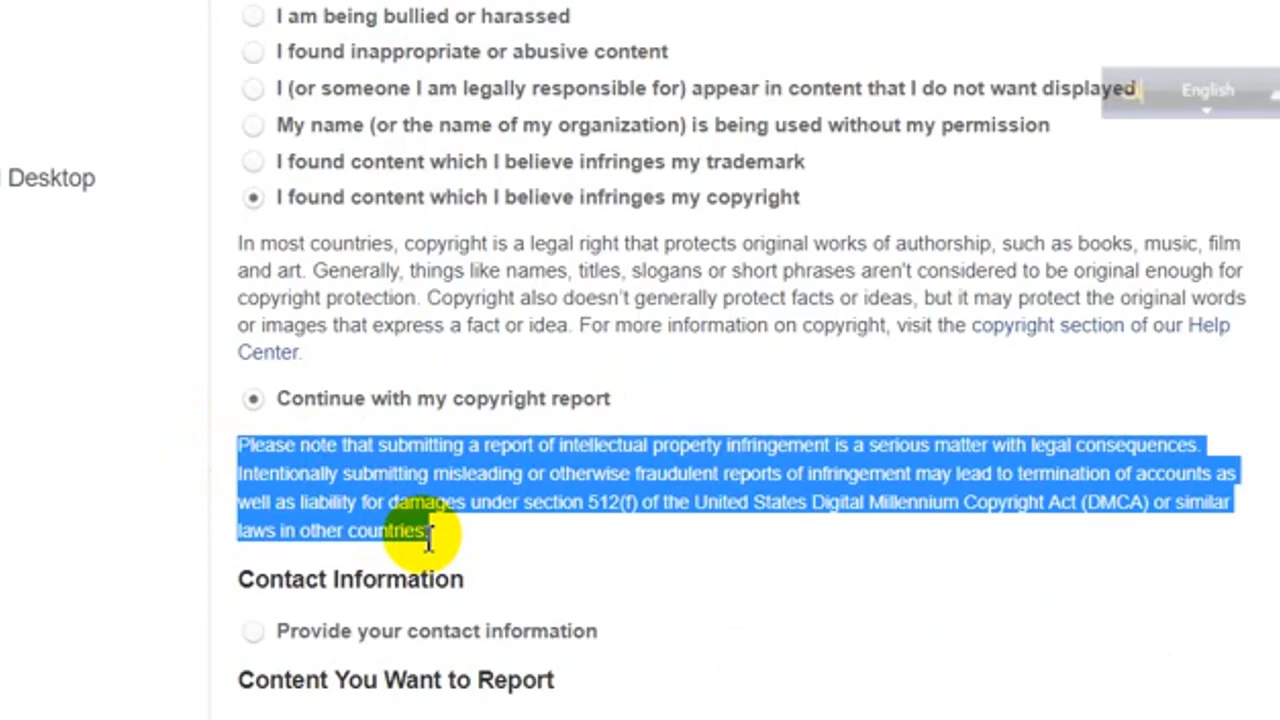 I am being bullied or harassed
I found inappropriate or abusive content
I (or someone I am legally responsible for) appear in content that I do not want displayed
English
My name (or the name of my organization) is being used without my permission
I found content which I believe infringes my trademark
Desktop
I found content which I believe infringes my copyright
In most countries, copyright is a legal right that protects original works of authorship, such as books, music, film
and art. Generally, things like names, titles, slogans or short phrases aren't considered to be original enough for
copyright protection. Copyright also doesn't generally protect facts or ideas, but it may protect the original words
or images that express a fact or idea. For more information on copyright, visit the copyright section of our Help
Center.
Continue with my copyright report
Please note that submitting a report of intellectual property infringement is a serious matter with legal consequences.
Intentionally submitting misleading or otherwise fraudulent reports of infringement may lead to termination of accounts as
well as liability for damages under section 512(f) of the United States Digital Millennium Copyright Act (DMCA) or similar
laws in other countries.
Contact Information
Provide your contact information
Content You Want to Report